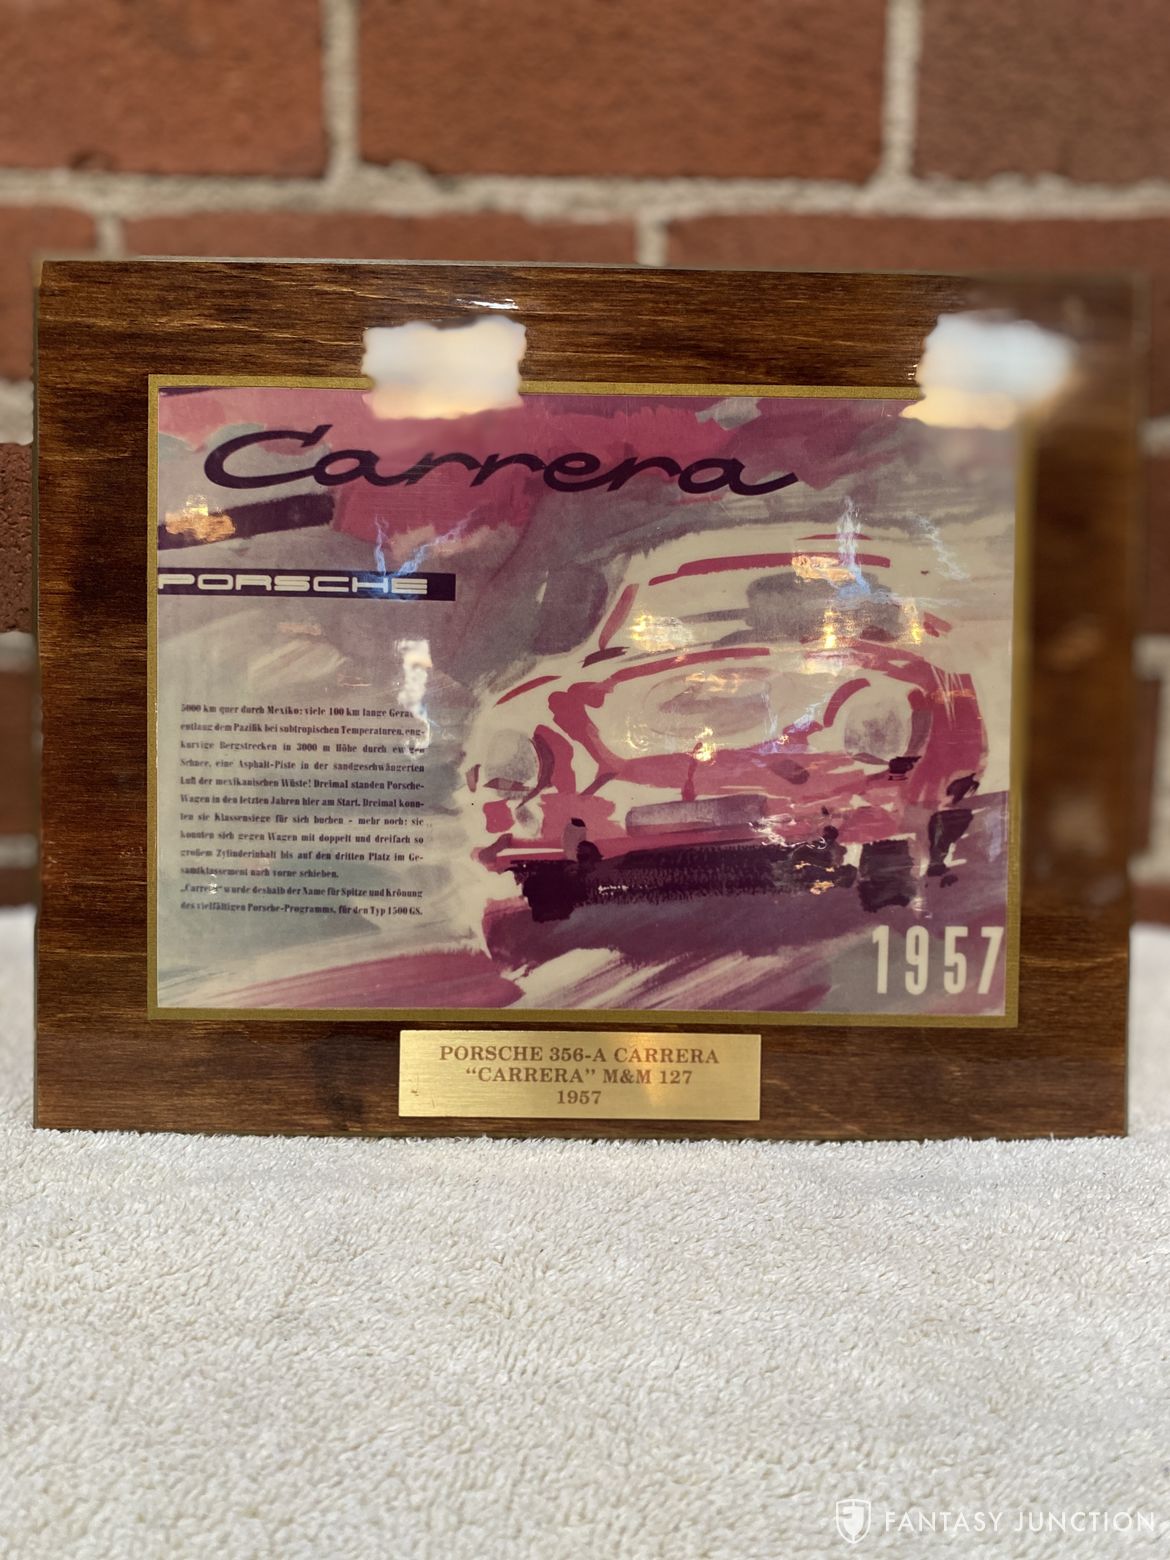 Carrera
PORSCHE
5000 km quer durch Mexiko: viele 100 km lange
entlang dem Pazifik bei subtropischen Temperaturen, eng-
kurvige Bergstrecken in 3000 m Höhe durch ewigen
Schnee, eine Asphalt-Piste in der sandgeschwängerten
Luft der mexikanischen Wüste! Dreimal standen Porsche-
Wagen in den letzten Jahren hier am Start. Dreimal konn-
ten sie Klassensiege für sich buchen - mehr noch: sie
konnten sich gegen Wagen mit doppelt und dreifach so
großem Zylinderinhalt bis auf den dritten Platz im Ge-
samtklassement nach vorne schieben.
„Carrera" wurde deshalb der Name für Spitze und Krönung
des vielfältigen Porsche-Programms, für den Typ 1500 GS.
1957
PORSCHE 356-A CARRERA
“CARRERA” M&M 127
1957
FANTASY JUNCTION